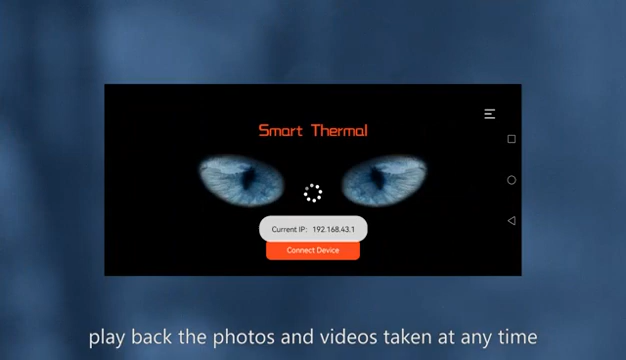 Smart Thermal
Current IP: 192.168.43.1
Connect Device
play back the photos and videos taken at any time